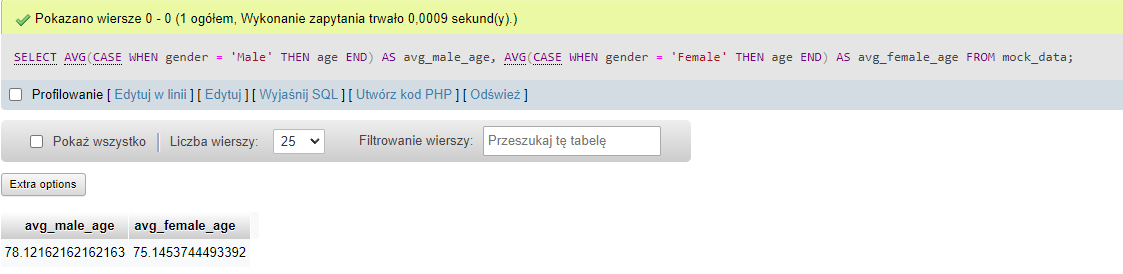 Pokazano wiersze 0 - 0 (1 ogółem, Wykonanie zapytania trwało 0,0009 sekund(y).)
SELECT AVG(CASE WHEN gender = 'Male' THEN age END) AS avg_male_age, AVG(CASE WHEN gender = 'Female' THEN age END) AS avg_female_age FROM mock_data;
Profilowanie [ Edytuj w linii ] [ Edytuj ] [ Wyjaśnij SQL ] [ Utwórz kod PHP ] [ Odśwież ]
Pokaż wszystko Liczba wierszy: 25 Filtrowanie wierszy: Przeszukaj tę tabelę
Extra options
avg_male_age avg_female_age
78.12162162162163 75.1453744493392